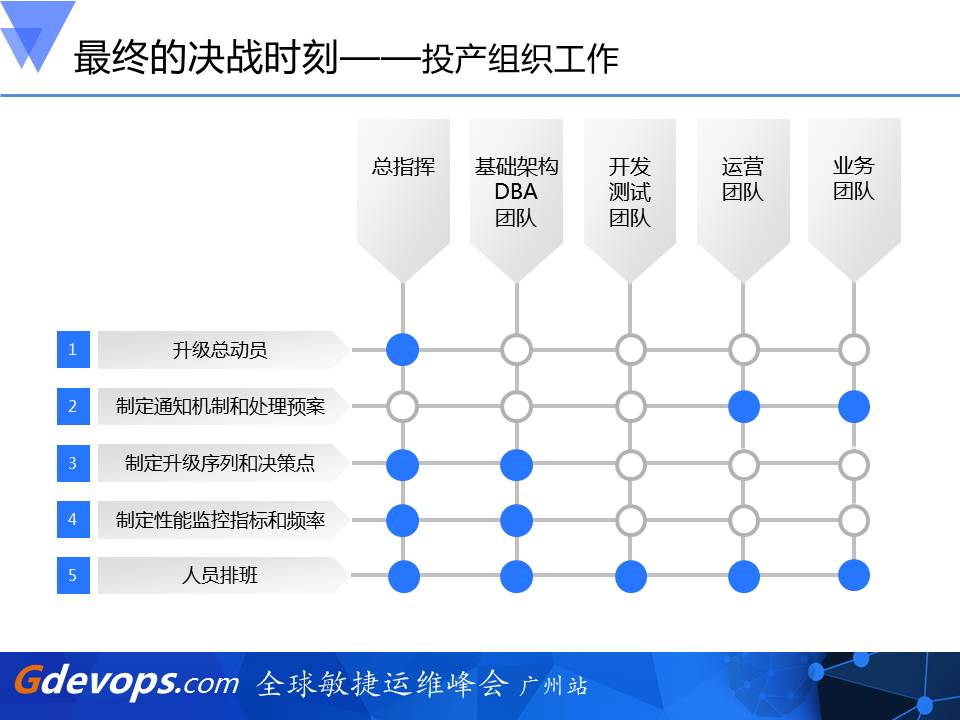 最终的决战时刻——投产组织工作
总指挥
基础架构
DBA
团队
开发
测试
团队
运营
团队
业务
团队
1 升级总动员
2 制定通知机制和处理预案
3 制定升级序列和决策点
4 制定性能监控指标和频率
5 人员排班
Gdevops.com 全球敏捷运维峰会 广州站